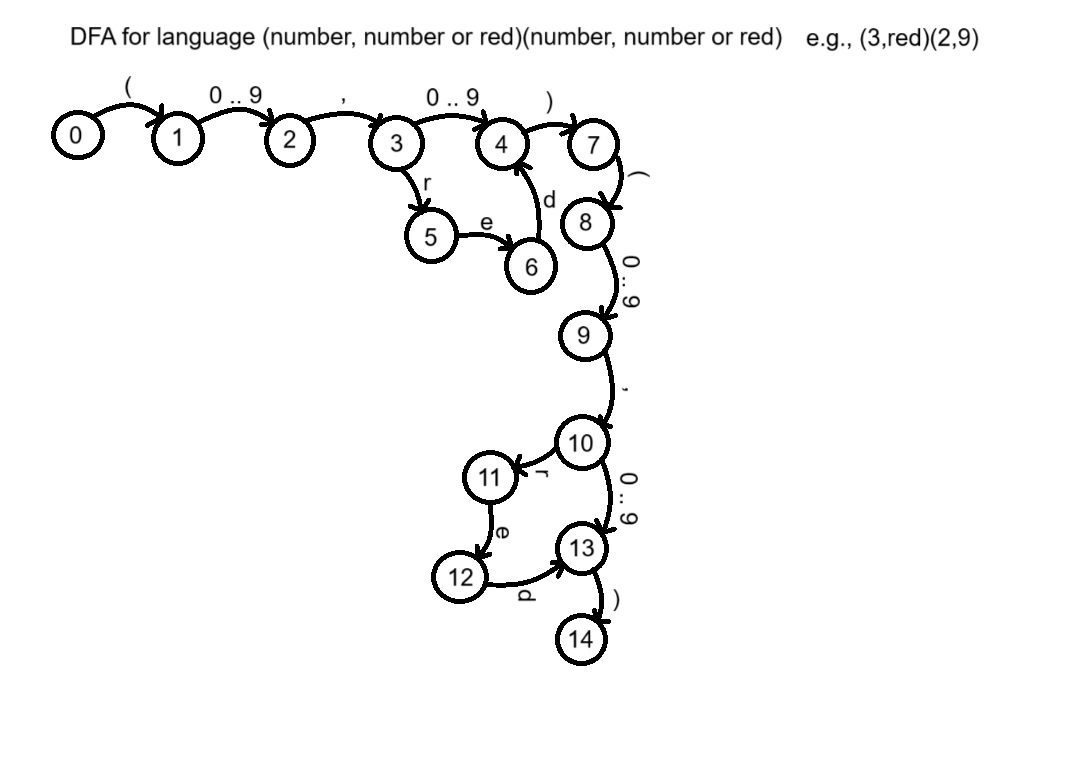 DFA for language (number, number or red)(number, number or red) e.g., (3,red)(2,9)
( 0 .. 9 , 0 .. 9 )
0 1 2 3 4 7
r d (
5 e 6 8
0 .. 9
9
,
10
11 r 0 .. 9
e
12 d 13
)
14